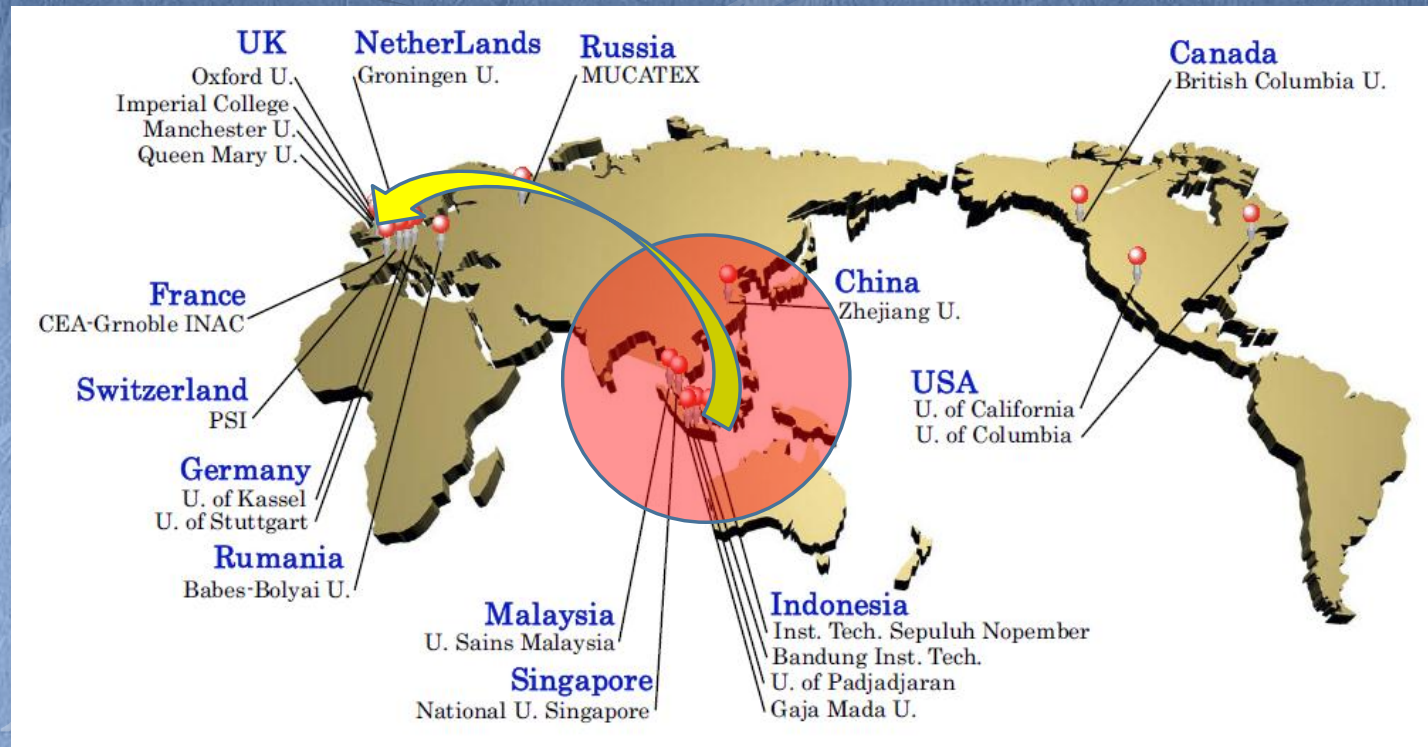 UK
Oxford U.
Imperial College
Manchester U.
Queen Mary U.
NetherLands
Groningen U.
Russia
MUCATEX
Canada
British Columbia U.
France
CEA-Grnoble INAC
Switzerland
PSI
Germany
U. of Kassel
U. of Stuttgart
Rumania
Babes-Bolyai U.
China
Zhejiang U.
USA
U. of California
U. of Columbia
Malaysia
U. Sains Malaysia
Singapore
National U. Singapore
Indonesia
Inst. Tech. Sepuluh Nopember
Bandung Inst. Tech.
U. of Padjadjaran
Gaja Mada U.